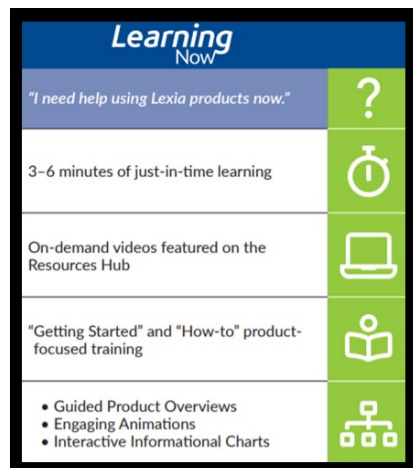 Learning
Now
"I need help using Lexia products now."
?
3–6 minutes of just-in-time learning
On-demand videos featured on the
Resources Hub
“Getting Started” and “How-to” product-
focused training
• Guided Product Overviews
• Engaging Animations
• Interactive Informational Charts